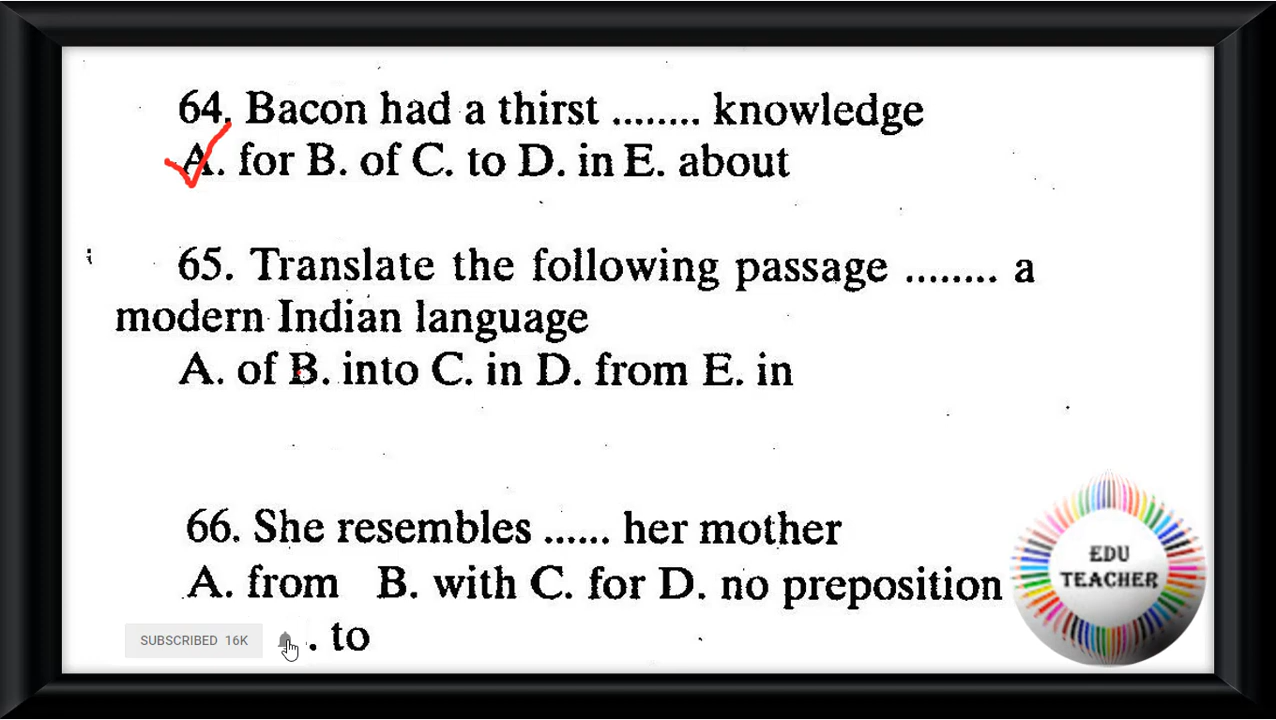 64. Bacon had a thirst ........ knowledge
A. for B. of C. to D. in E. about
65. Translate the following passage ........ a
modern Indian language
A. of B. into C. in D. from E. in
66. She resembles ...... her mother
A. from B. with C. for D. no preposition
. to
SUBSCRIBED 16K
EDU
TEACHER